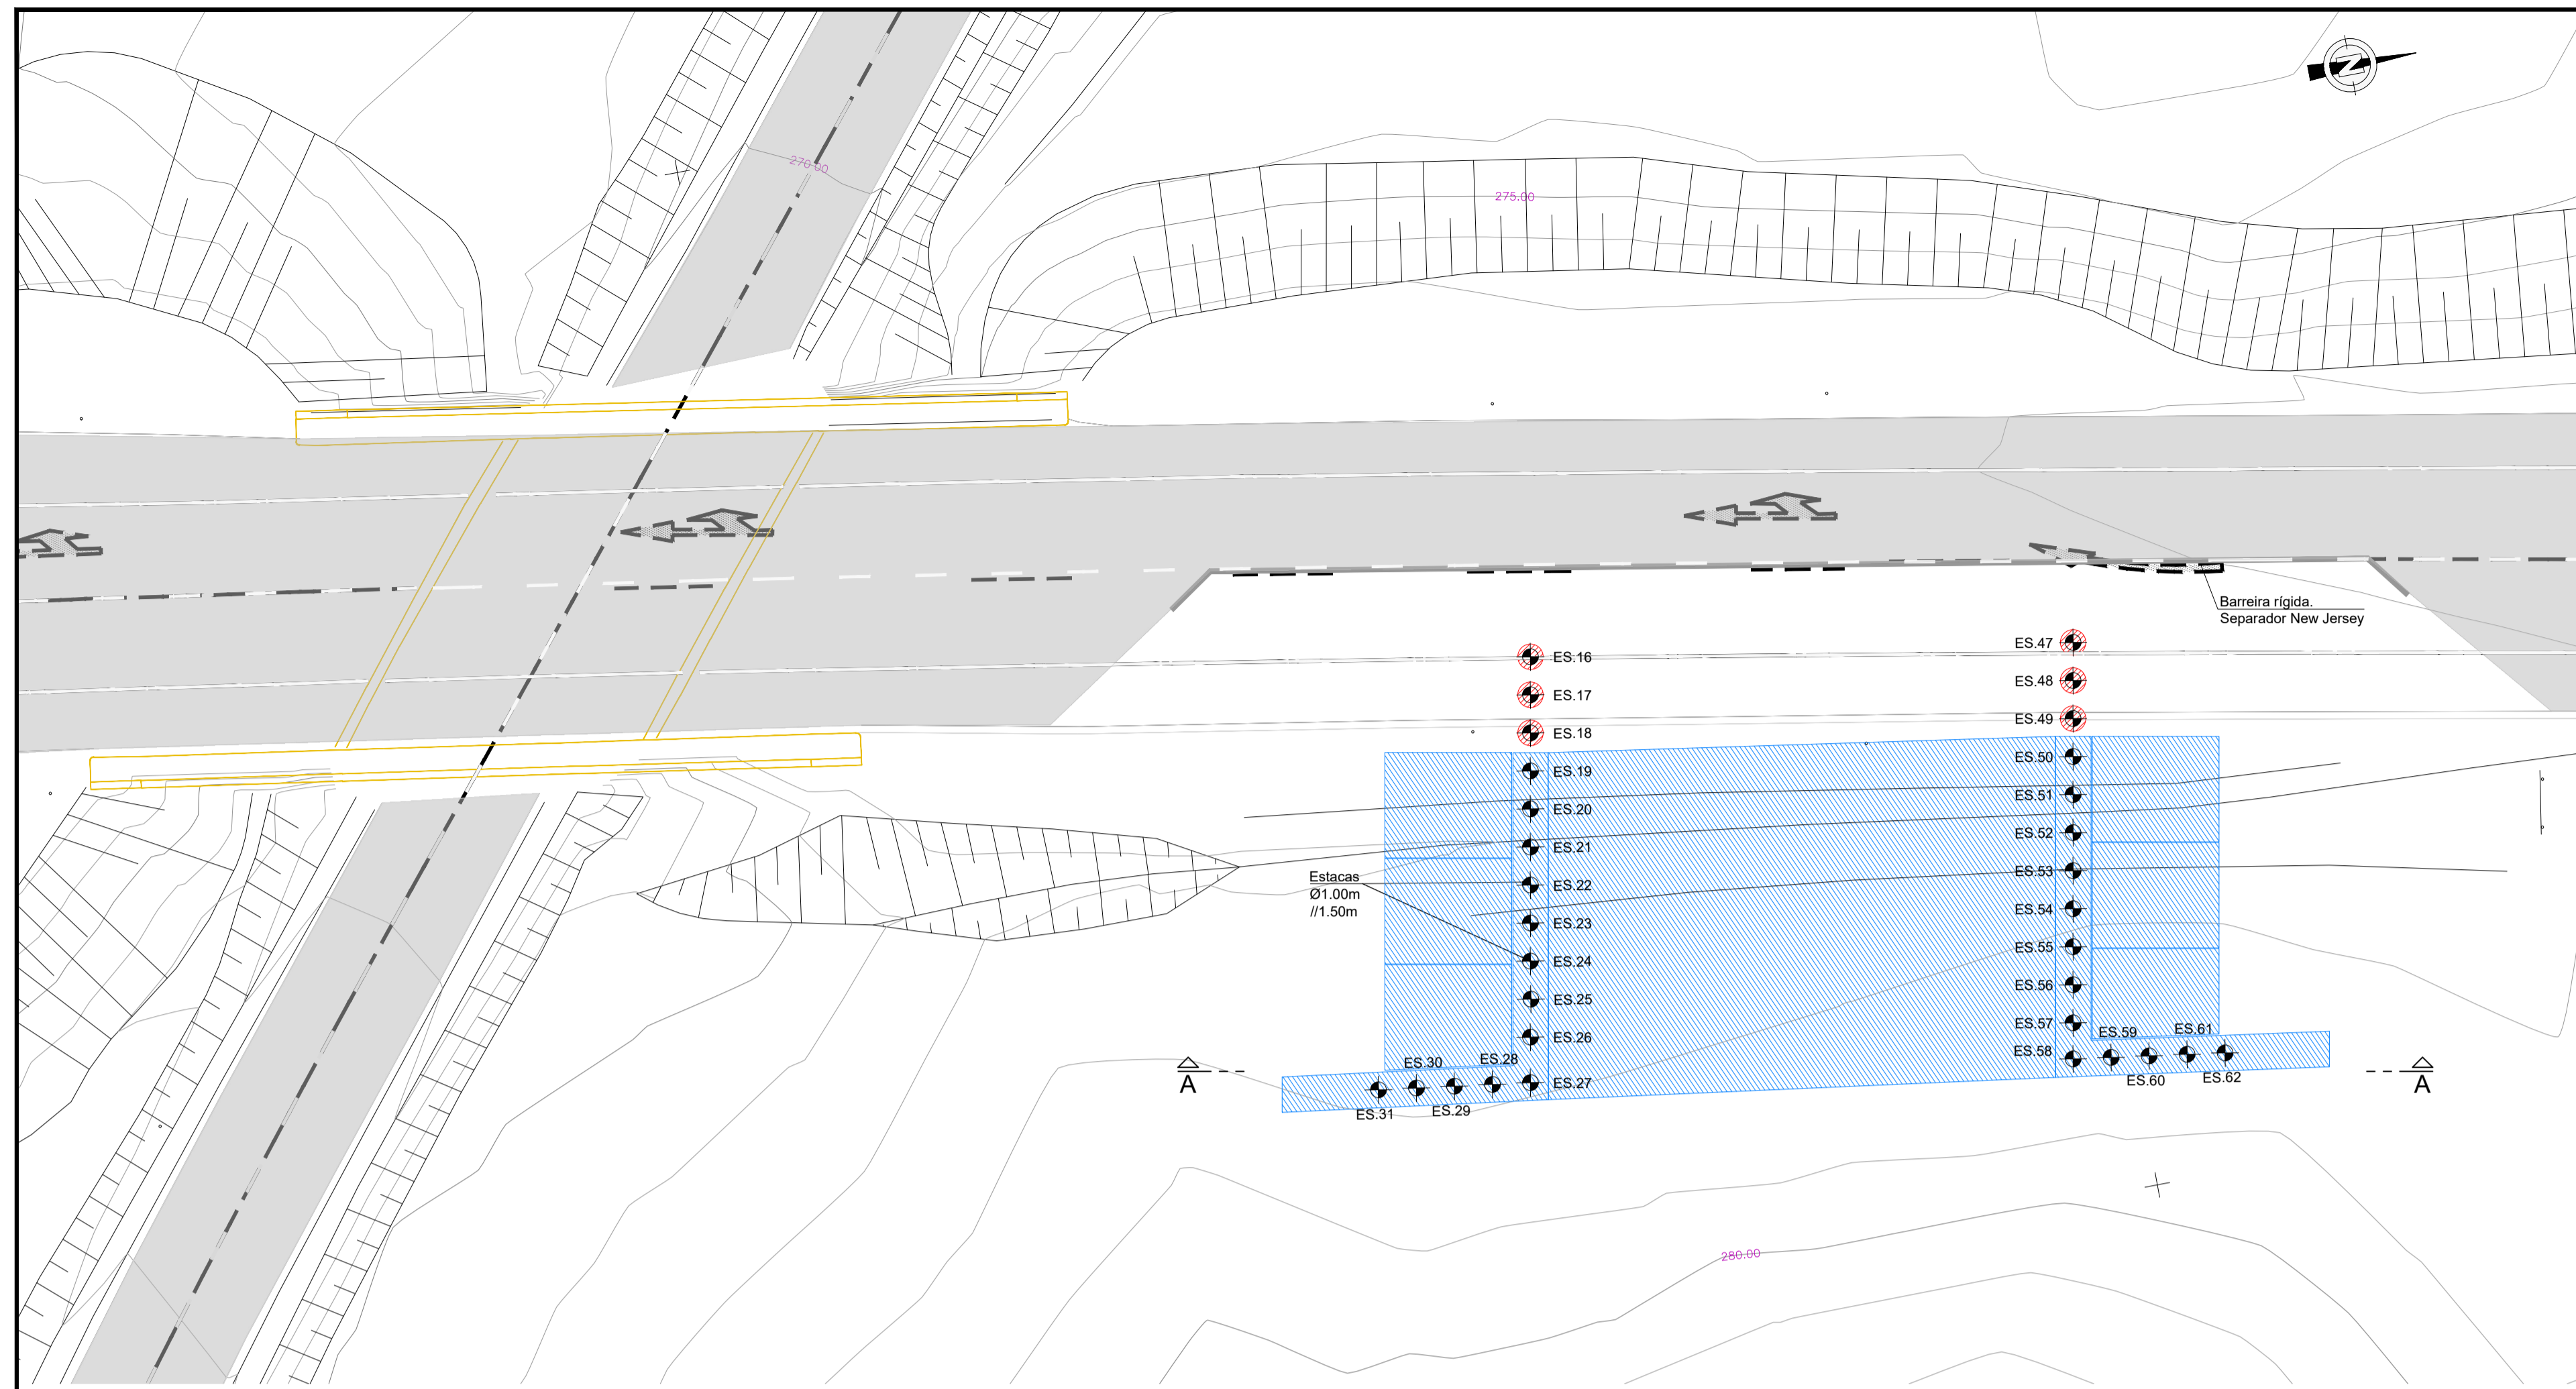 N
270.00
275.00
Barreira rígida.
Separador New Jersey
ES.16
ES.17
ES.18
ES.19
ES.20
ES.21
ES.22
ES.23
ES.24
ES.25
ES.26
ES.27
ES.28
ES.30
ES.29
ES.31
Estacas
Ø1.00m
//1.50m
ES.47
ES.48
ES.49
ES.50
ES.51
ES.52
ES.53
ES.54
ES.55
ES.56
ES.57
ES.58
ES.59
ES.61
ES.60
ES.62
A
A
280.00